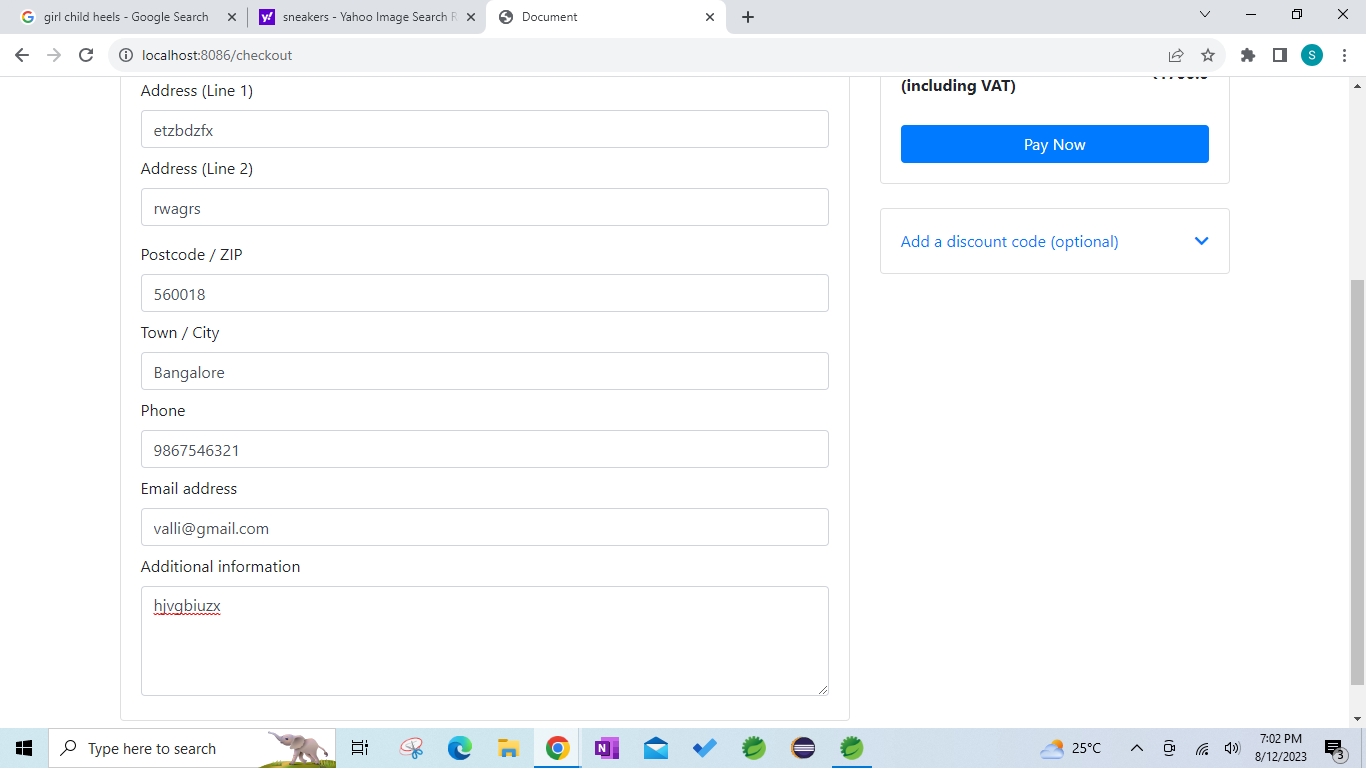 girl child heels - Google Search
sneakers - Yahoo Image Search R
Document
localhost:8086/checkout
S
Address (Line 1)
etzbdzfx
Address (Line 2)
rwagrs
Postcode / ZIP
560018
Town / City
Bangalore
Phone
9867546321
Email address
valli@gmail.com
Additional information
hjvgbiuzx
(including VAT)
Pay Now
Add a discount code (optional)
Type here to search
25°C
7:02 PM
8/12/2023
3